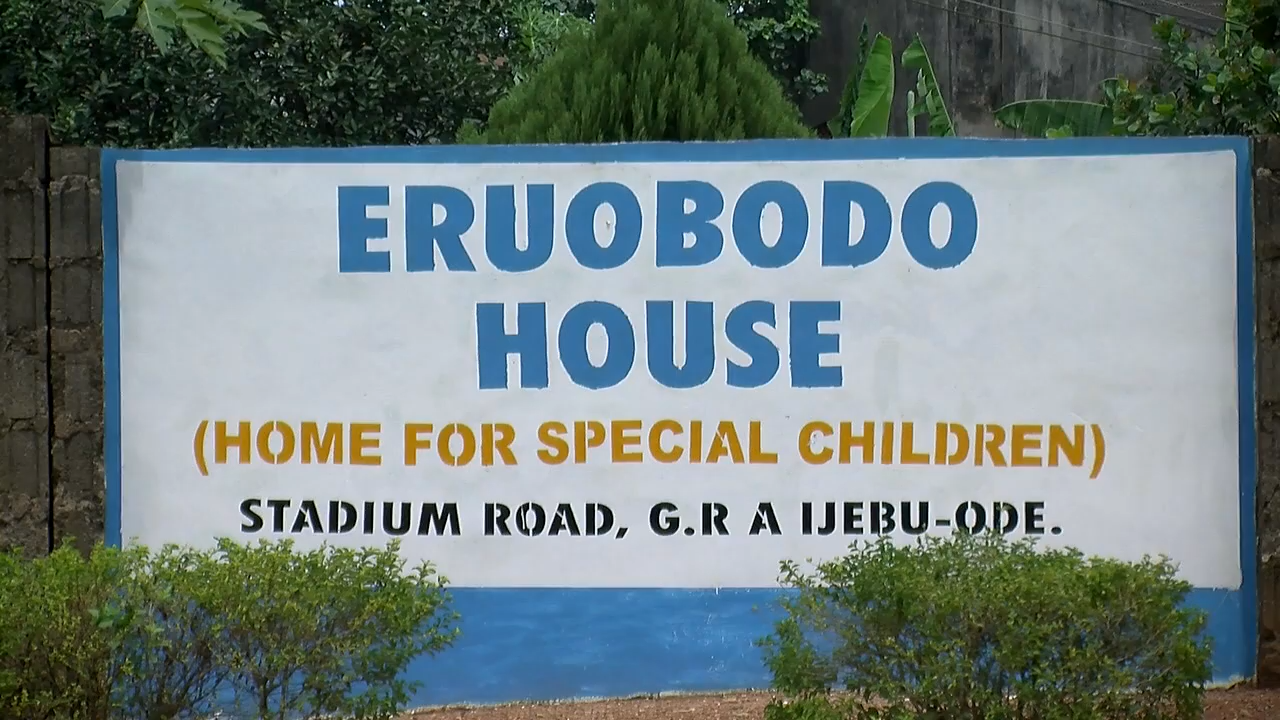 ERUOBODO
HOUSE
(HOME FOR SPECIAL CHILDREN)
STADIUM ROAD, G.R A IJEBU-ODE.